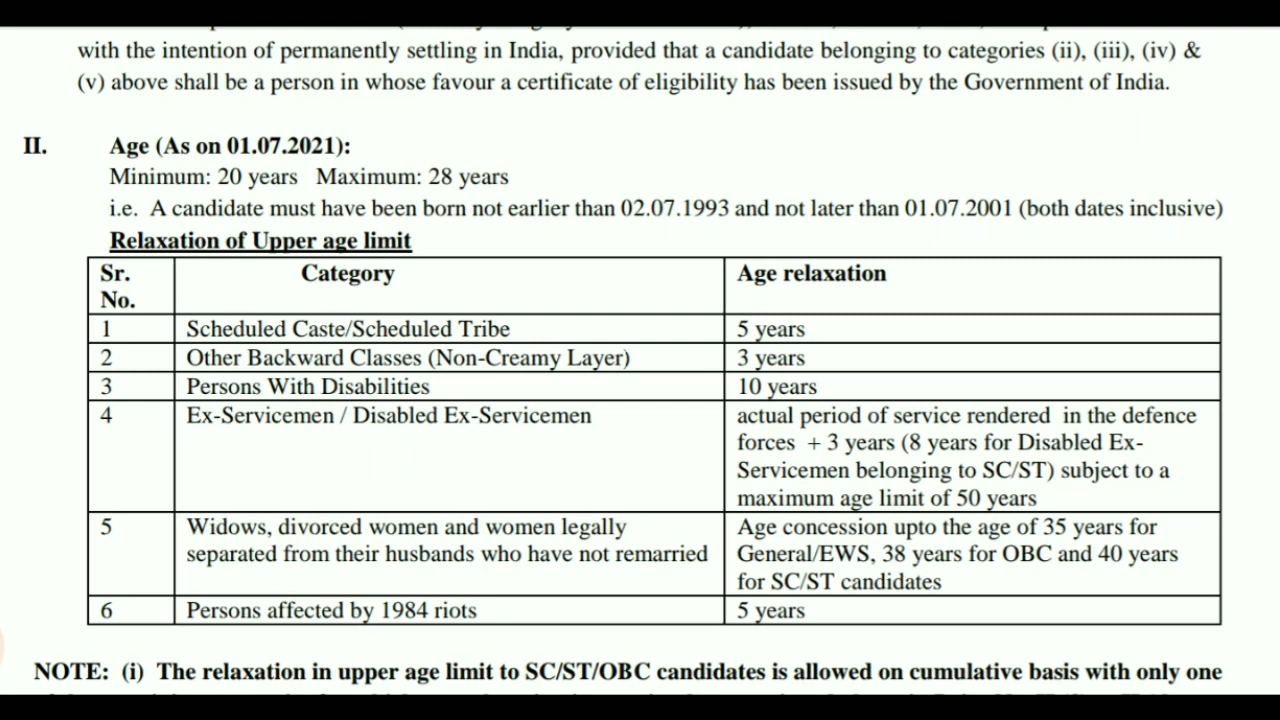 with the intention of permanently settling in India, provided that a candidate belonging to categories (ii), (iii), (iv) &
(v) above shall be a person in whose favour a certificate of eligibility has been issued by the Government of India.
II. Age (As on 01.07.2021):
Minimum: 20 years Maximum: 28 years
i.e. A candidate must have been born not earlier than 02.07.1993 and not later than 01.07.2001 (both dates inclusive)
Relaxation of Upper age limit
Sr. No. Category Age relaxation
1 Scheduled Caste/Scheduled Tribe 5 years
2 Other Backward Classes (Non-Creamy Layer) 3 years
3 Persons With Disabilities 10 years
4 Ex-Servicemen / Disabled Ex-Servicemen actual period of service rendered in the defence
forces + 3 years (8 years for Disabled Ex-
Servicemen belonging to SC/ST) subject to a
maximum age limit of 50 years
5 Widows, divorced women and women legally
separated from their husbands who have not remarried
Age concession upto the age of 35 years for
General/EWS, 38 years for OBC and 40 years
for SC/ST candidates
6 Persons affected by 1984 riots 5 years
NOTE: (i) The relaxation in upper age limit to SC/ST/OBC candidates is allowed on cumulative basis with only one